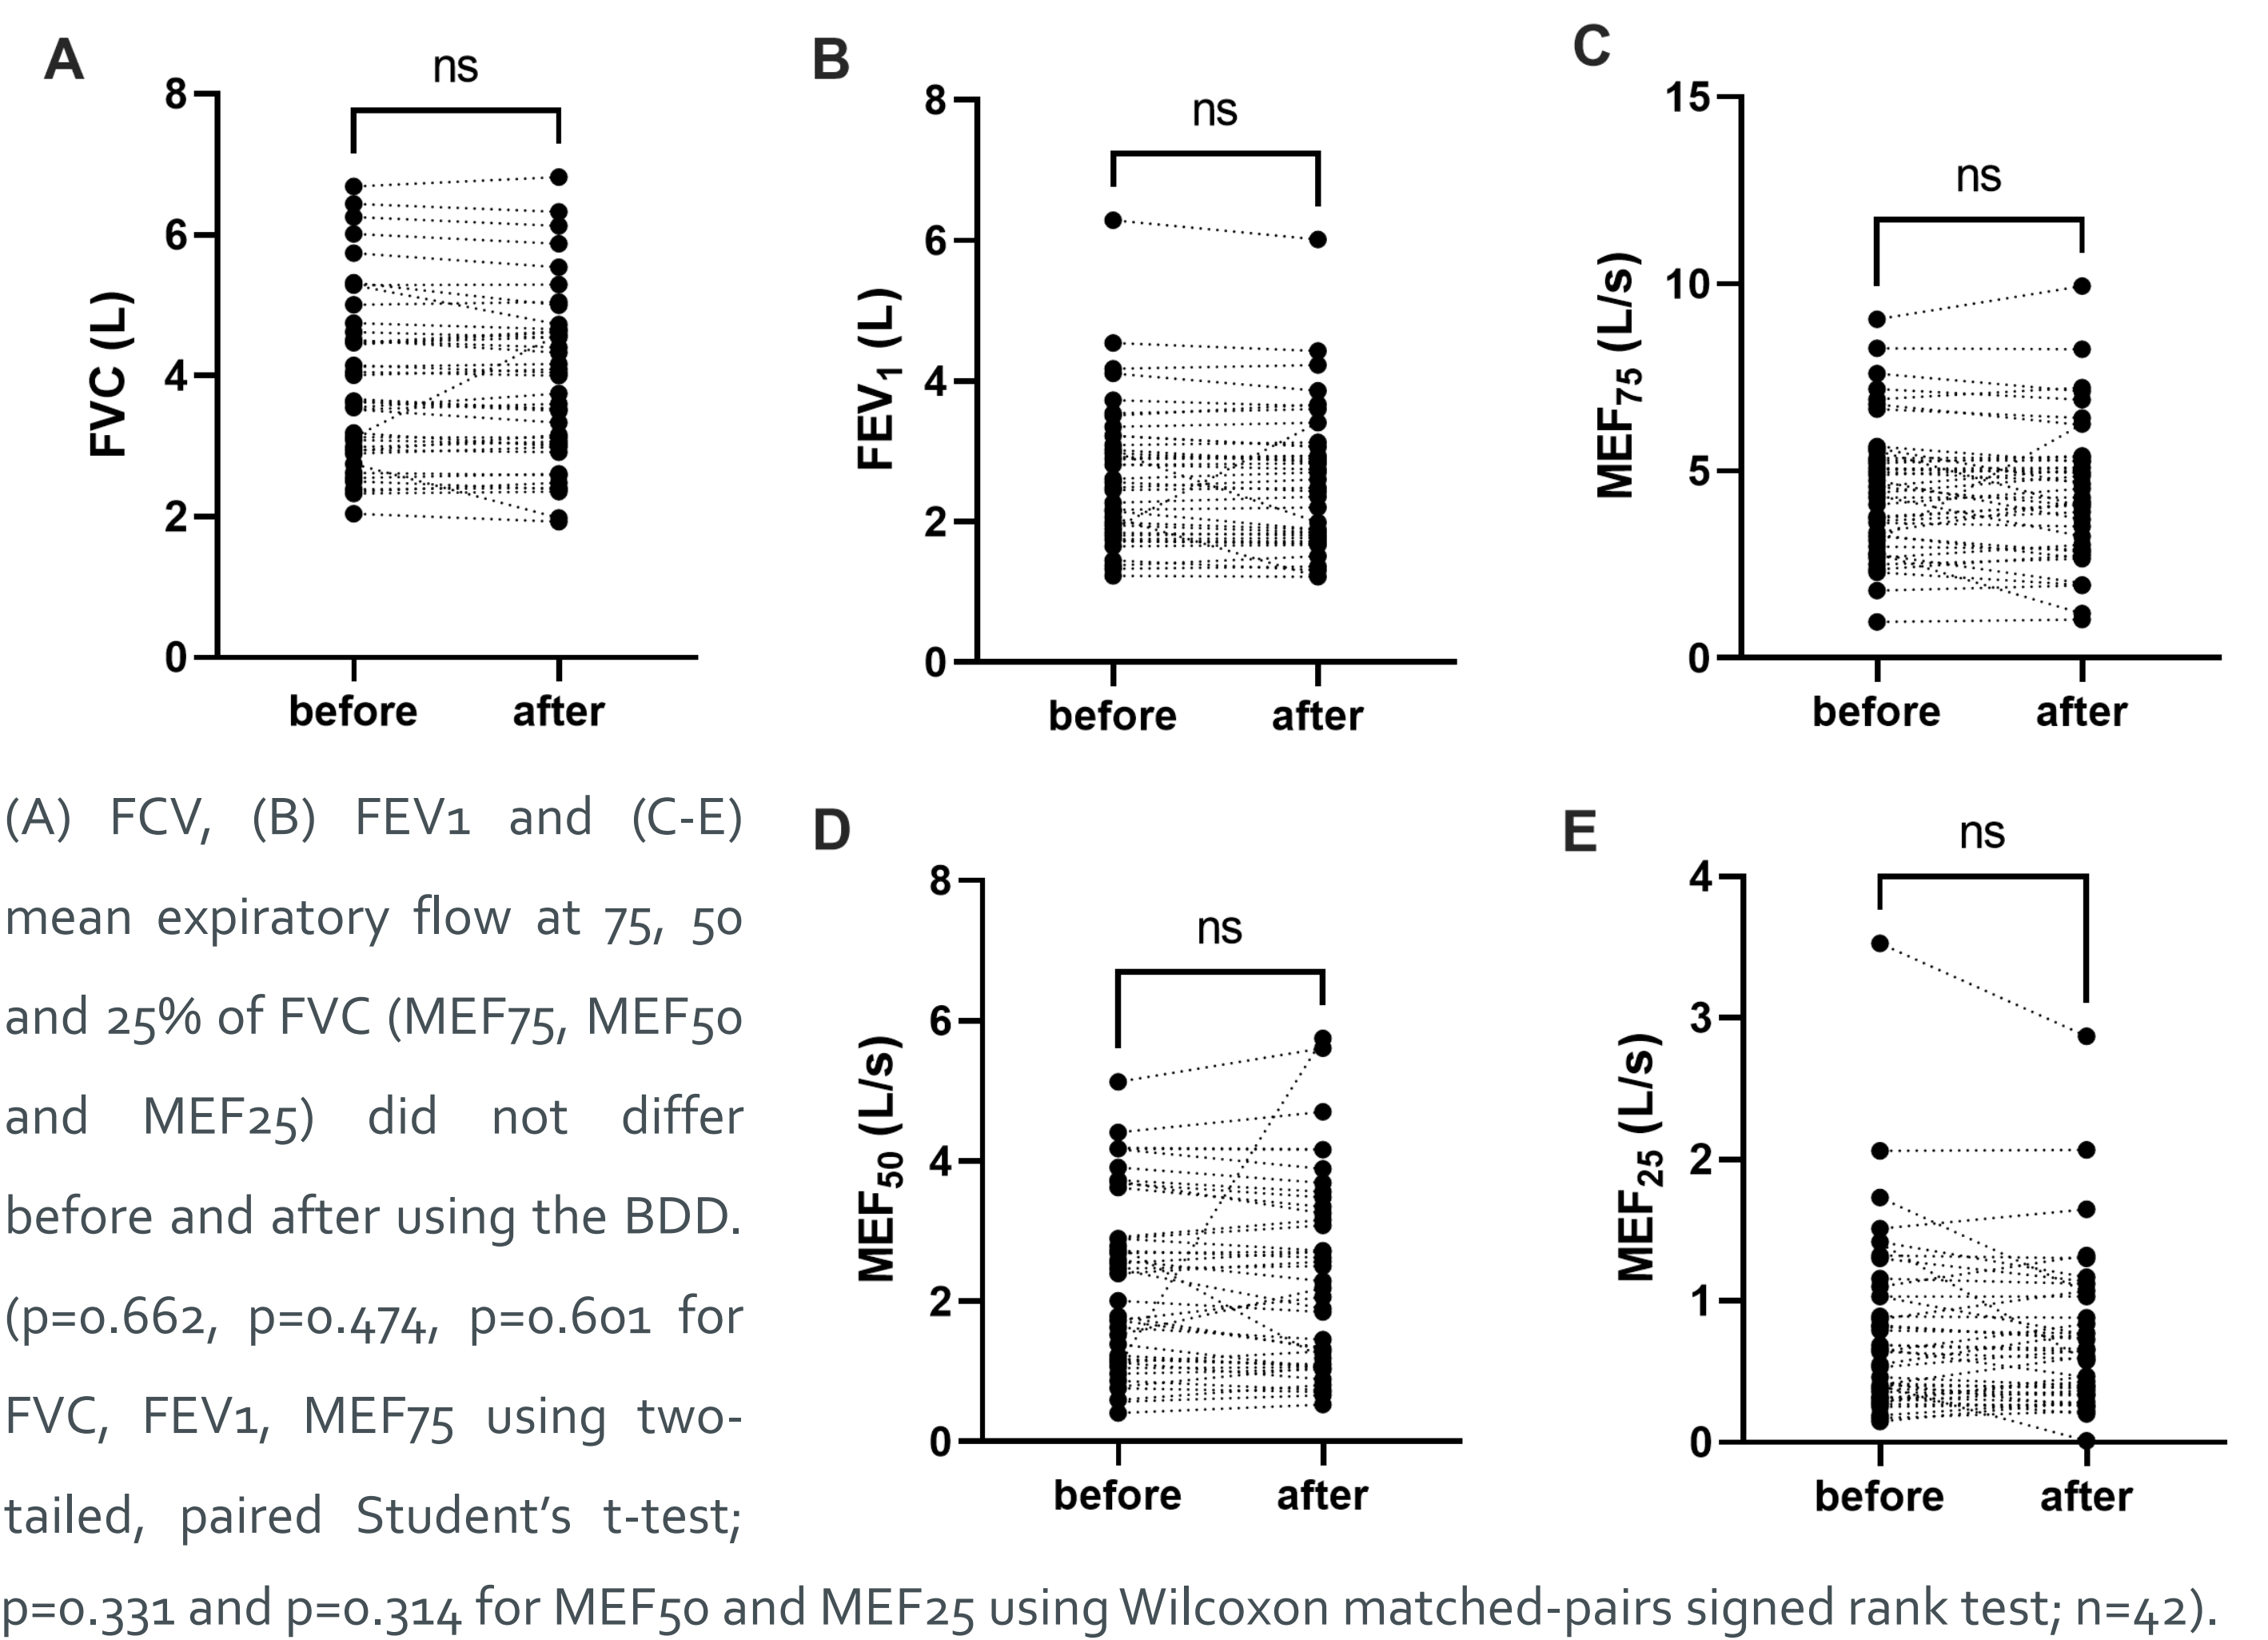 A
ns
8
6
4
2
0
FVC (L)
before after
B
ns
8
6
4
2
0
FEV1 (L)
before after
C
ns
15
10
5
0
MEF75 (L/s)
before after
(A) FCV, (B) FEV1 and (C-E)
mean expiratory flow at 75, 50
and 25% of FVC (MEF75, MEF50
and MEF25) did not differ
before and after using the BDD.
(p=0.662, p=0.474, p=0.601 for
FVC, FEV1, MEF75 using two-
tailed, paired Student’s t-test;
p=0.331 and p=0.314 for MEF50 and MEF25 using Wilcoxon matched-pairs signed rank test; n=42).
D
ns
8
6
4
2
0
MEF50 (L/s)
before after
E
ns
4
3
2
1
0
MEF25 (L/s)
before after